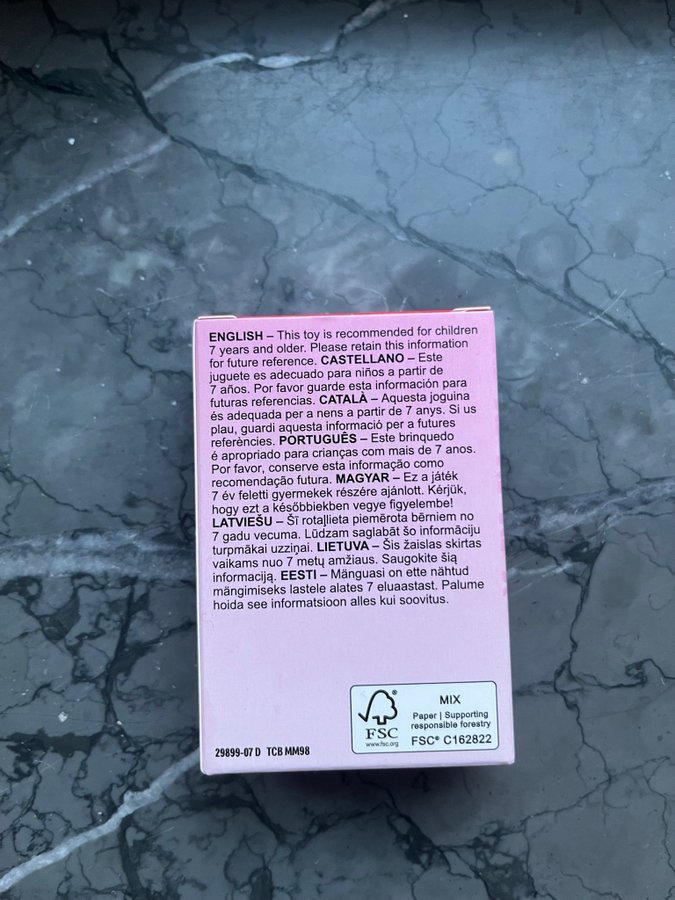 ENGLISH – This toy is recommended for children
7 years and older. Please retain this information
for future reference. CASTELLANO – Este
juguete es adecuado para niños a partir de
7 años. Por favor guarde esta información para
futuras referencias. CATALÀ – Aquesta joguina
és adequada per a nens a partir de 7 anys. Si us
plau, guardi aquesta informació per a futures
referències. PORTUGUÊS – Este brinquedo
é apropriado para crianças com mais de 7 anos.
Por favor, conserve esta informação como
recomendação futura. MAGYAR – Ez a játék
7 év feletti gyermekek részére ajánlott. Kérjük,
hogy ezt a későbbiekben vegye figyelembe!
LATVIEŠU – Šī rotaļlieta piemērota bērniem no
7 gadu vecuma. Lūdzam saglabāt šo informāciju
turpmākai uzziņai. LIETUVA – Šis žaislas skirtas
vaikams nuo 7 metų amžiaus. Saugokite šią
informaciją. EESTI – Mänguasi on ette nähtud
mängimiseks lastele alates 7 eluaastast. Palume
hoida see informatsioon alles kui soovitus.
FSC®
www.fsc.org
MIX
Paper | Supporting
responsible forestry
FSC® C162822
29899-07 D TCB MM98